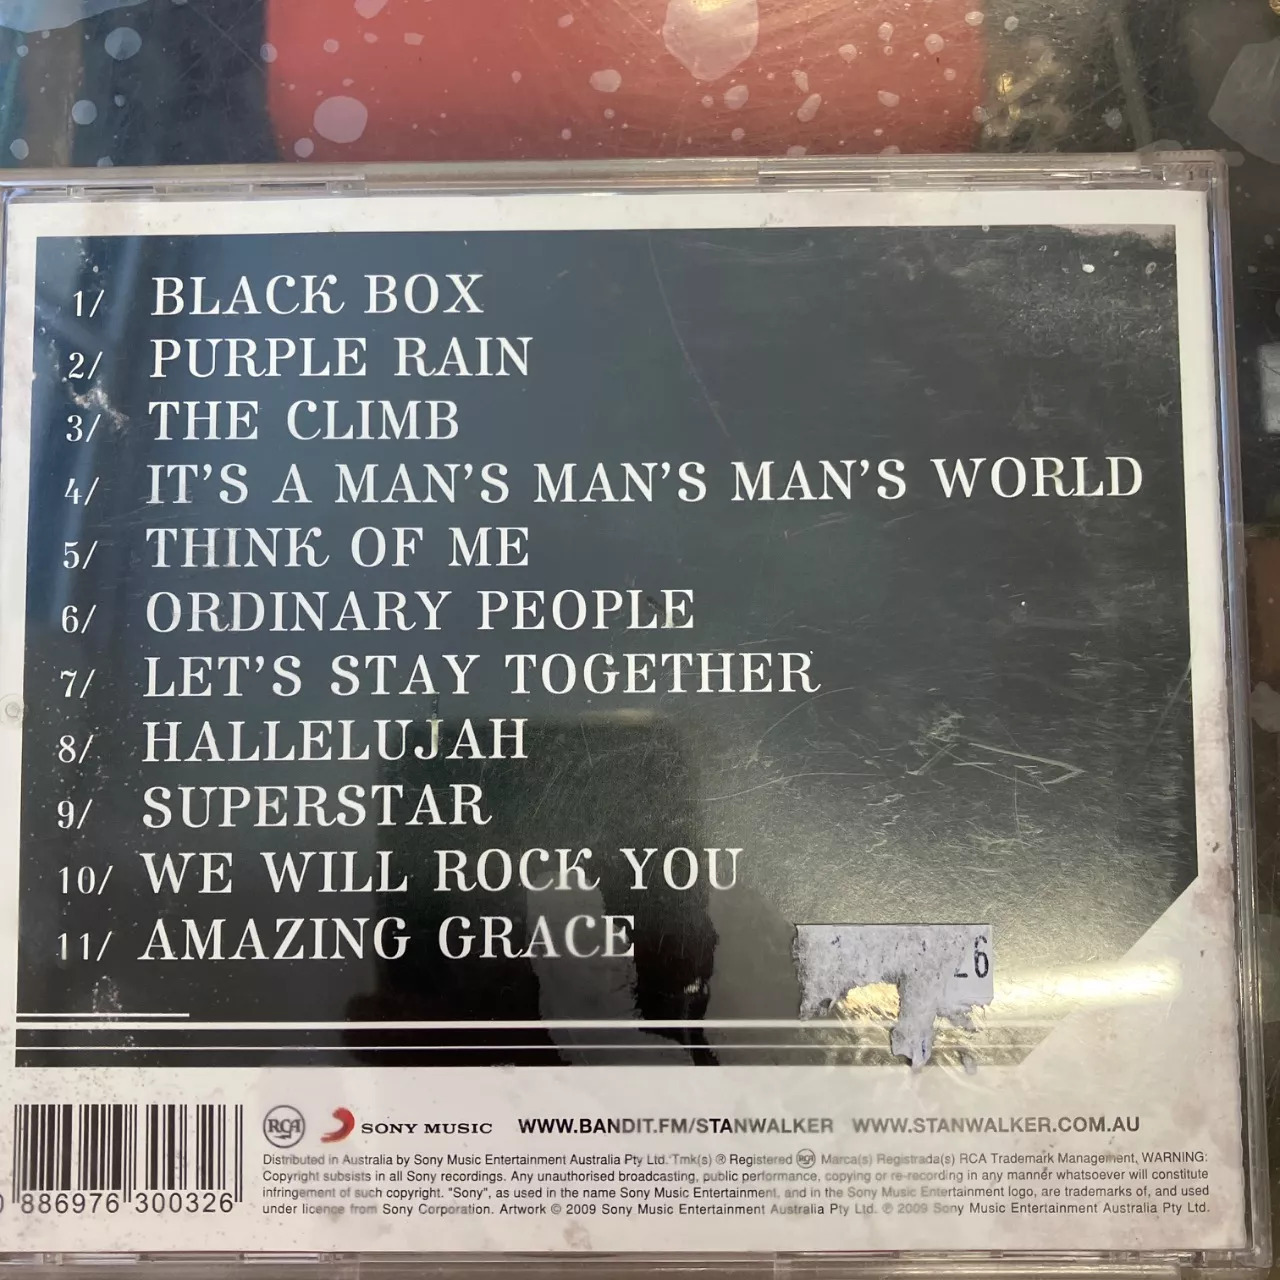 1/ BLACK BOX
2/ PURPLE RAIN
3/ THE CLIMB
4/ IT'S A MAN'S MAN'S MAN'S WORLD
5/ THINK OF ME
6/ ORDINARY PEOPLE
7/ LET'S STAY TOGETHER
8/ HALLELUJAH
9/ SUPERSTAR
10/ WE WILL ROCK YOU
11/ AMAZING GRACE
RCA SONY MUSIC WWW.BANDIT.FM/STANWALKER WWW.STANWALKER.COM.AU
Distributed in Australia by Sony Music Entertainment Australia Pty Ltd. Tmk(s) ® Registered RCA Marca(s) Registrada(s) RCA Trademark Management, WARNING:
Copyright subsists in all Sony recordings. Any unauthorised broadcasting, public performance, copying or re-recording in any manner whatsoever will constitute
infringement of such copyright. "Sony", as used in the name Sony Music Entertainment, and in the Sony Music Entertainment logo, are trademarks of, and used
under licence from Sony Corporation. Artwork © 2009 Sony Music Entertainment Australia Pty Ltd. ℗ 2009 Sony Music Entertainment Australia Pty Ltd.
886976 300326